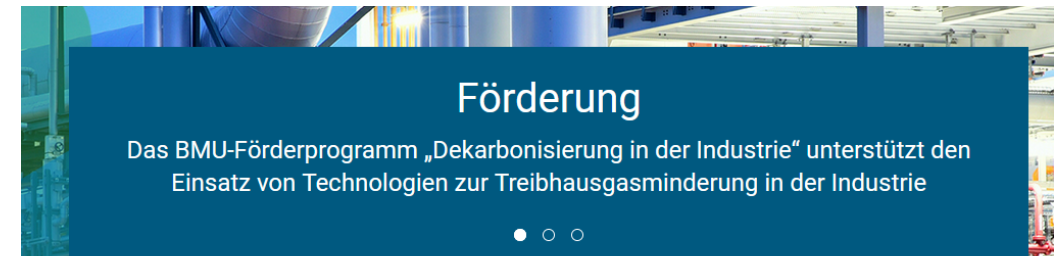 Förderung
Das BMU-Förderprogramm „Dekarbonisierung in der Industrie“ unterstützt den
Einsatz von Technologien zur Treibhausgasminderung in der Industrie